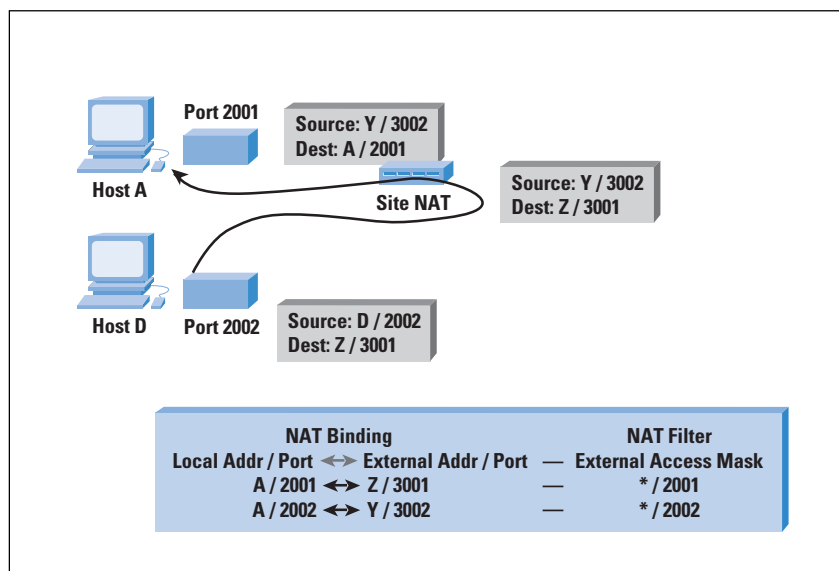 Port 2001
Source: Y / 3002
Dest: A / 2001
Host A
Site NAT
Source: Y / 3002
Dest: Z / 3001
Host D
Port 2002
Source: D / 2002
Dest: Z / 3001
NAT Binding NAT Filter
Local Addr / Port ↔ External Addr / Port — External Access Mask
A / 2001 ↔ Z / 3001 — * / 2001
A / 2002 ↔ Y / 3002 — * / 2002